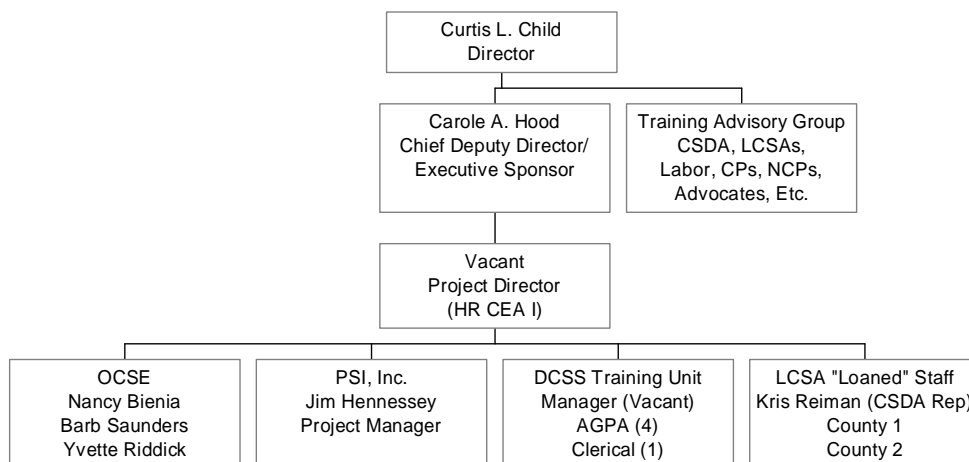 Curtis L. Child
Director
Carole A. Hood
Chief Deputy Director/
Executive Sponsor
Training Advisory Group
CSDA, LCSAs,
Labor, CPs, NCPs,
Advocates, Etc.
Vacant
Project Director
(HR CEA I)
OCSE
Nancy Bienia
Barb Saunders
Yvette Riddick
PSI, Inc.
Jim Hennessey
Project Manager
DCSS Training Unit
Manager (Vacant)
AGPA (4)
Clerical (1)
LCSA "Loaned" Staff
Kris Reiman (CSDA Rep)
County 1
County 2